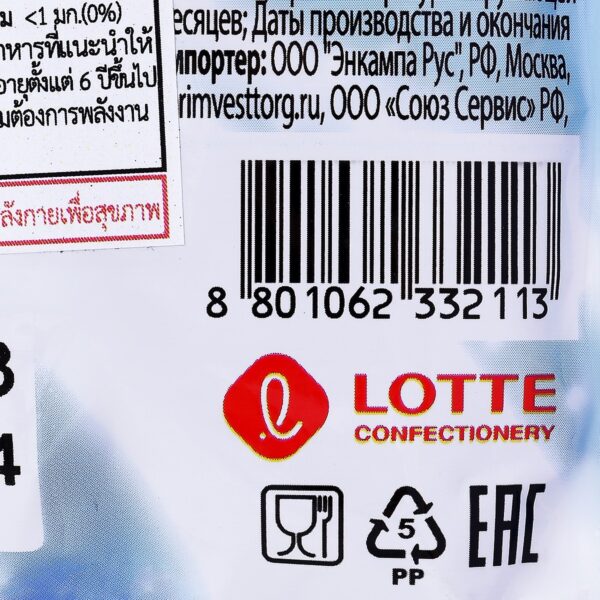 <1 มก.(0%)
หารที่แนะนำให้
อายุตั้งแต่ 6 ปีขึ้นไป
มต้องการพลังงาน
ลังกายเพื่อสุขภาพ
месяцев; Даты производства и окончания
мпортер: ООО "Энкампа Рус", РФ, Москва,
rimvesttorg.ru, ООО «Союз Сервис» РФ,
8 801062 332113
3
4
LOTTE
CONFECTIONERY
5
PP
EAC